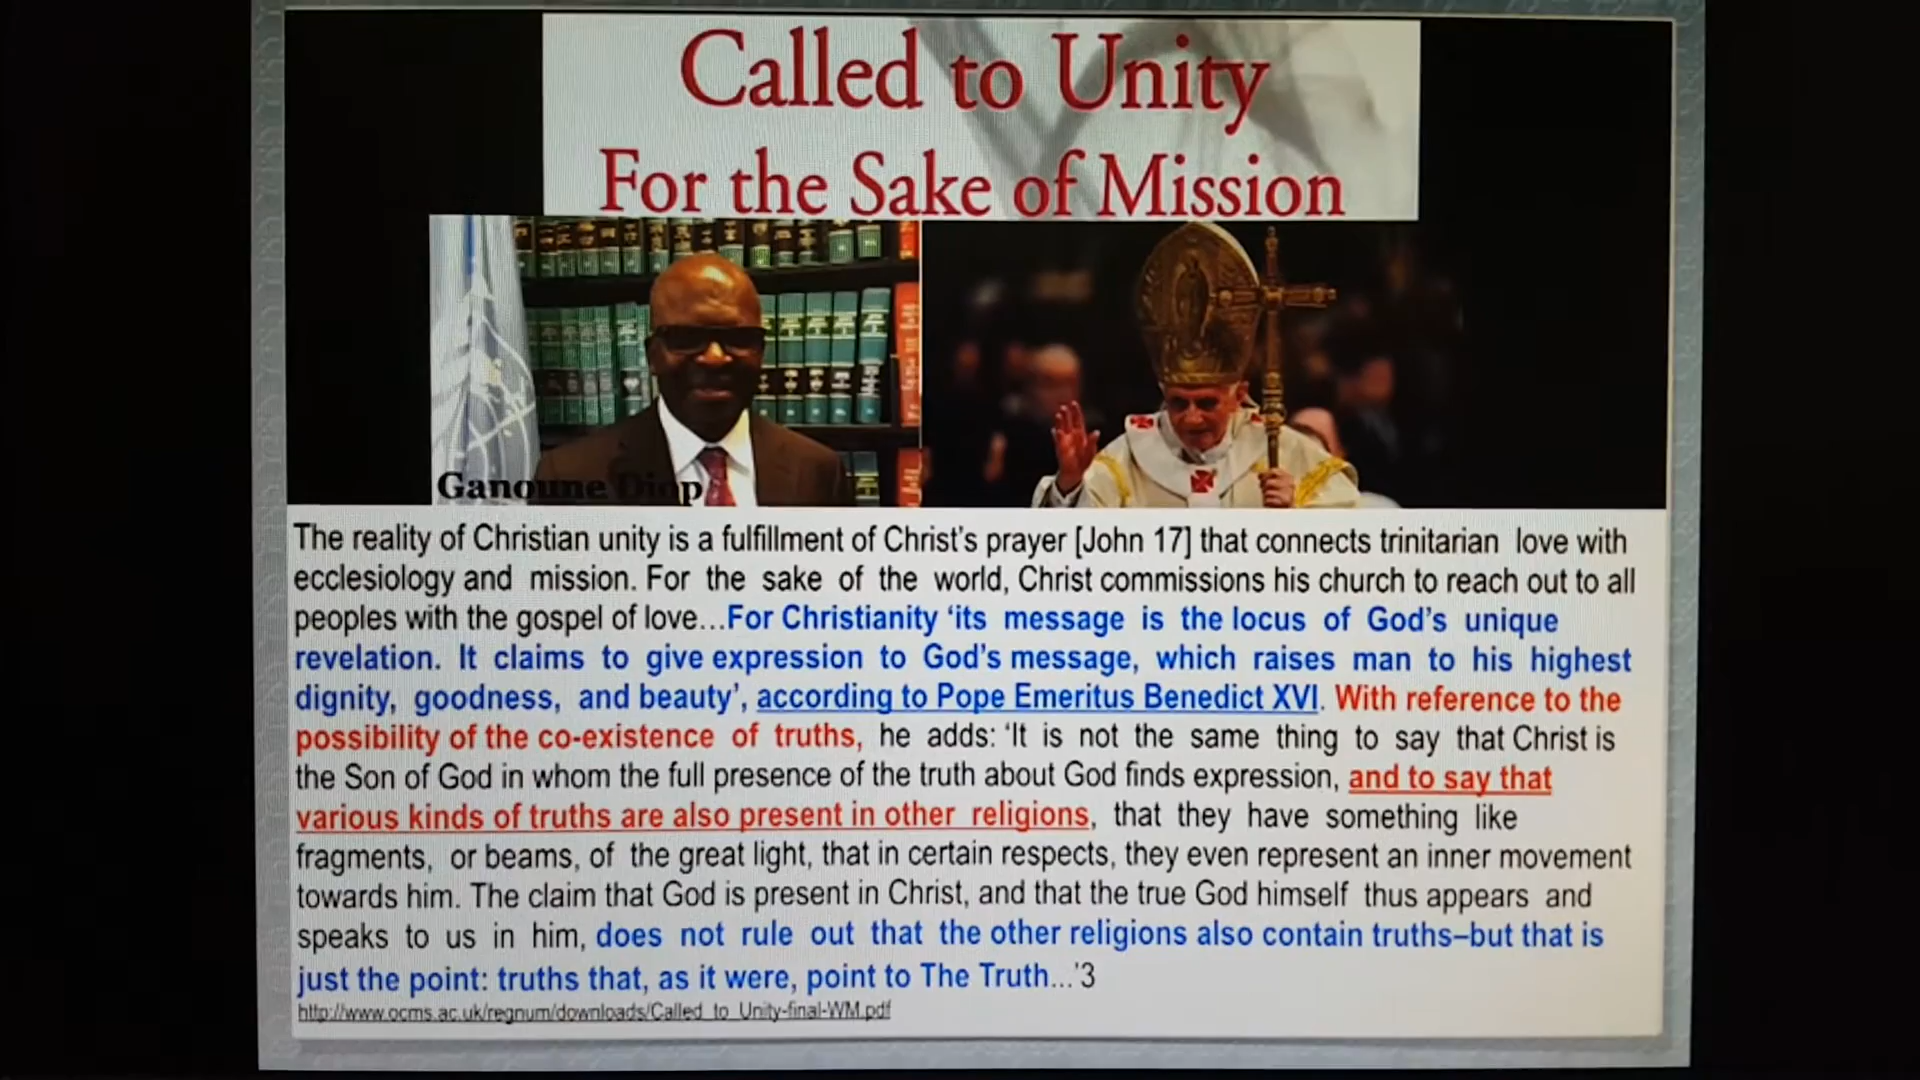 Called to Unity
For the Sake of Mission
Ganoune Diop
The reality of Christian unity is a fulfillment of Christ's prayer [John 17] that connects trinitarian love with
ecclesiology and mission. For the sake of the world, Christ commissions his church to reach out to all
peoples with the gospel of love…For Christianity 'its message is the locus of God's unique
revelation. It claims to give expression to God's message, which raises man to his highest
dignity, goodness, and beauty', according to Pope Emeritus Benedict XVI. With reference to the
possibility of the co-existence of truths, he adds: 'It is not the same thing to say that Christ is
the Son of God in whom the full presence of the truth about God finds expression, and to say that
various kinds of truths are also present in other religions, that they have something like
fragments, or beams, of the great light, that in certain respects, they even represent an inner movement
towards him. The claim that God is present in Christ, and that the true God himself thus appears and
speaks to us in him, does not rule out that the other religions also contain truths–but that is
just the point: truths that, as it were, point to The Truth…'3
http://www.ocms.ac.uk/regnum/downloads/Called_to_Unity-final-WM.pdf